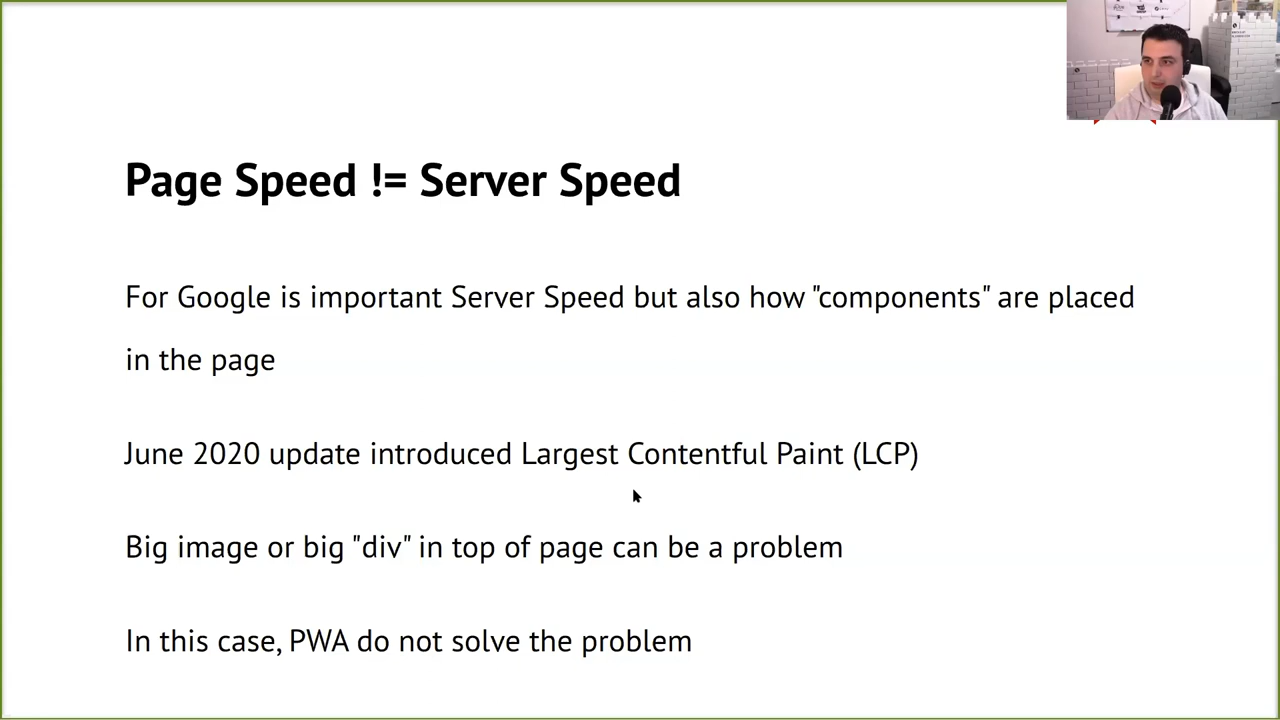 Page Speed != Server Speed
For Google is important Server Speed but also how "components" are placed
in the page
June 2020 update introduced Largest Contentful Paint (LCP)
Big image or big "div" in top of page can be a problem
In this case, PWA do not solve the problem